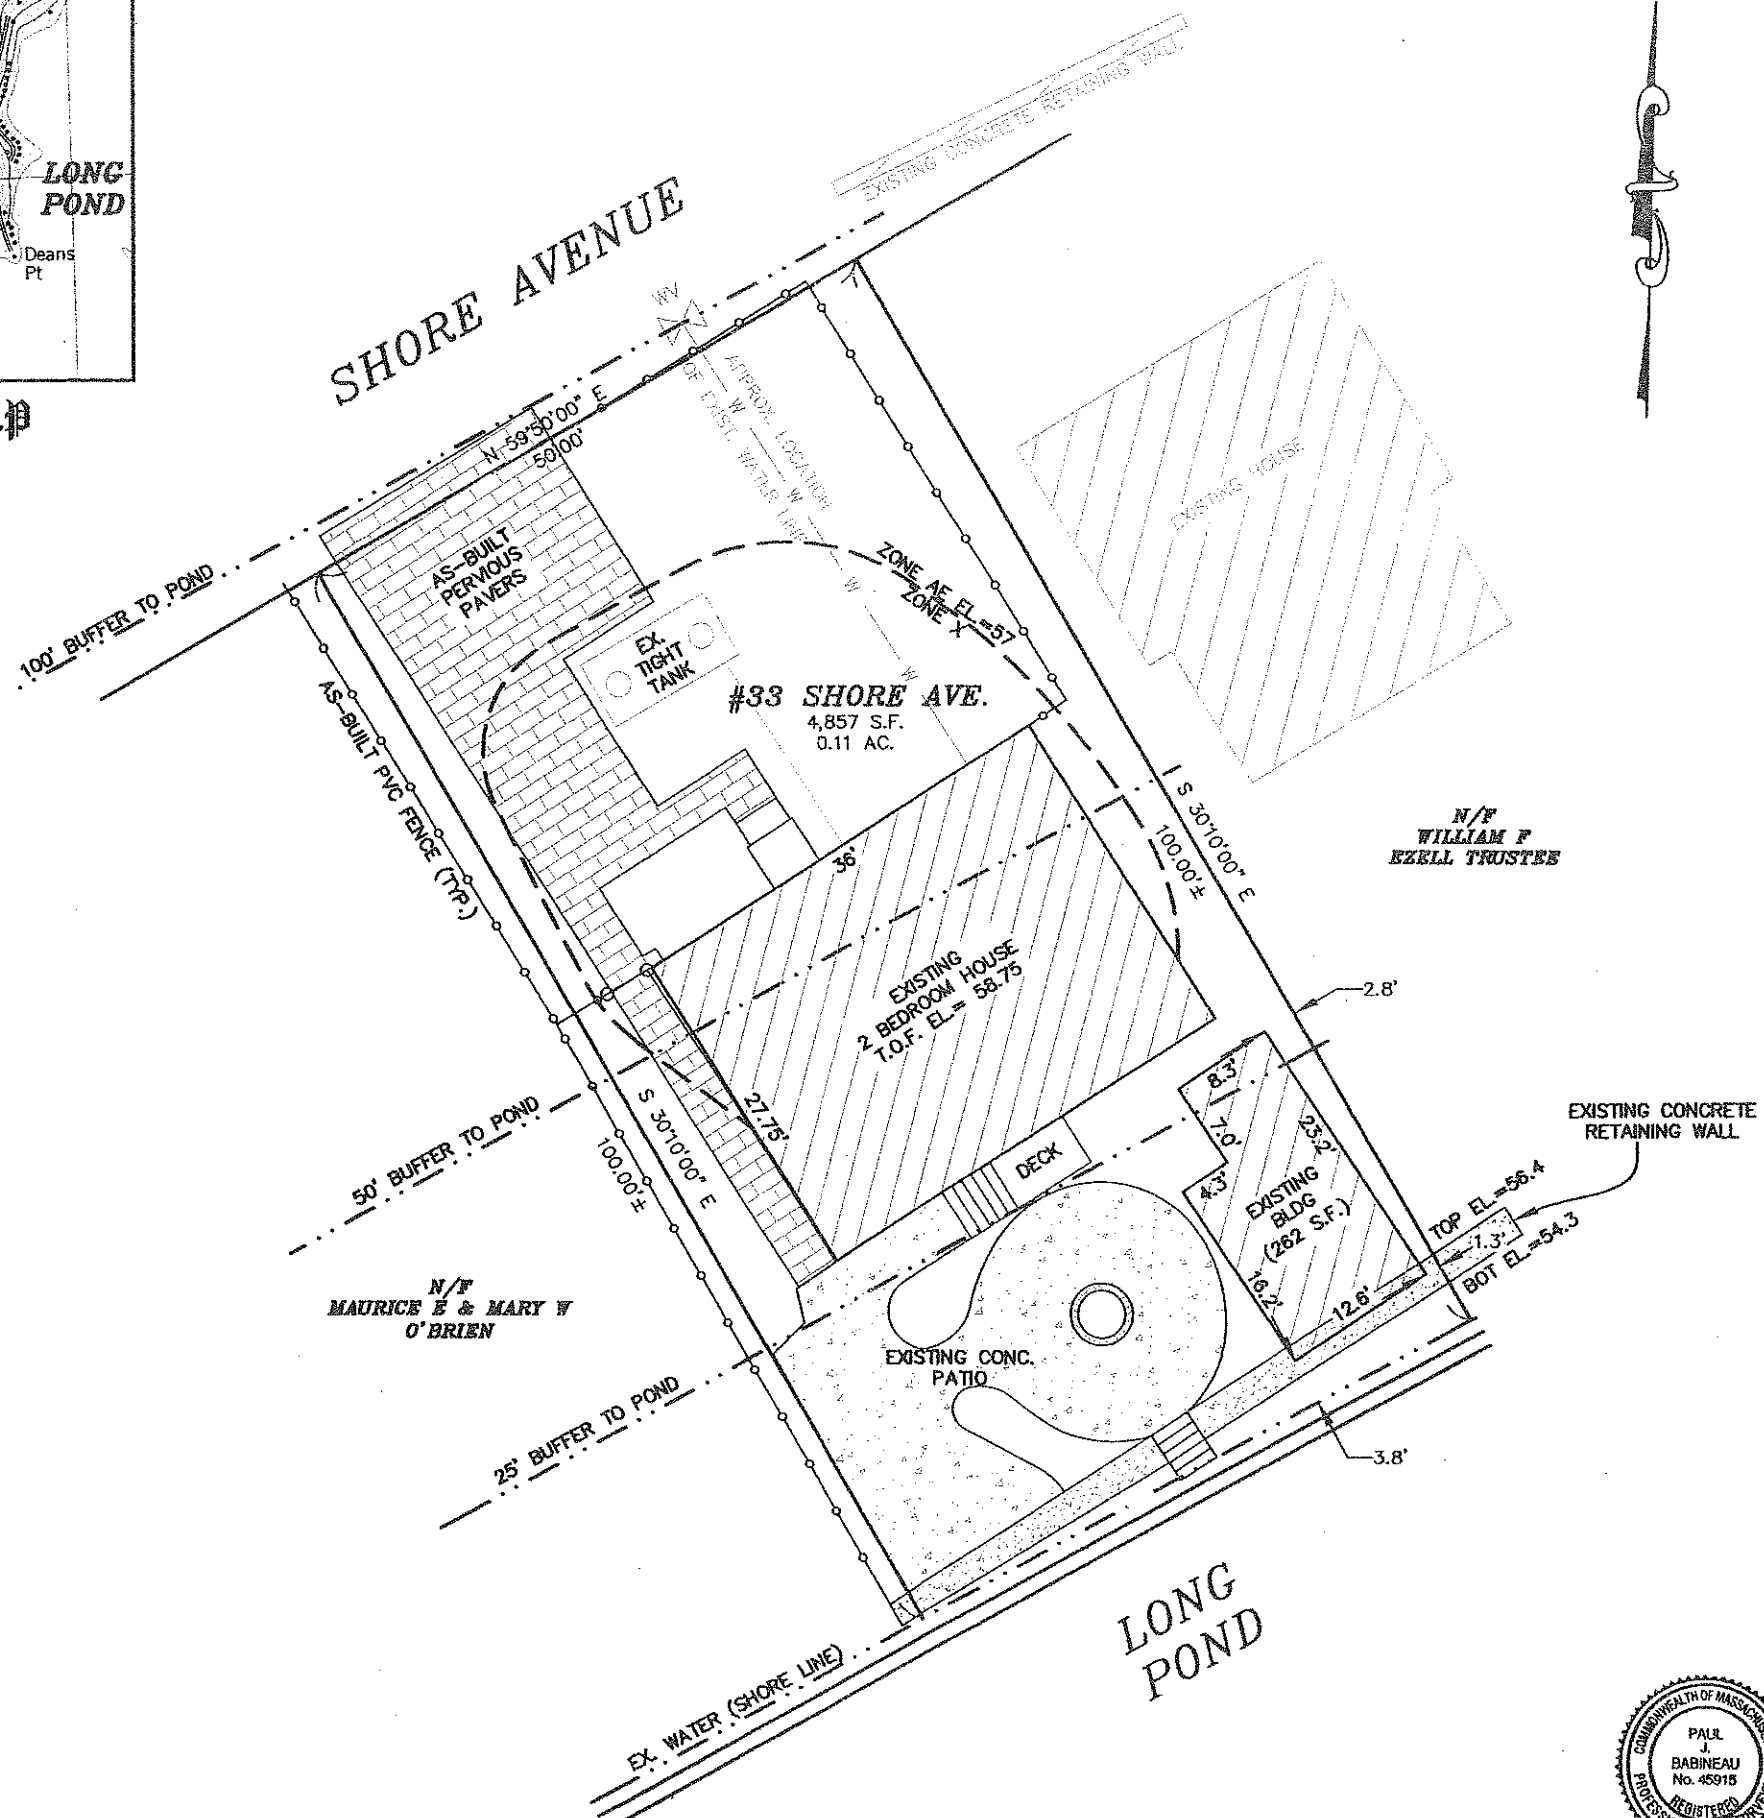 LONG
POND
Deans
Pt
SHORE AVENUE
EXISTING CONCRETE RETAINING WALL
WV
APPROX. LOCATION
W W
OF EXIST. WATER LINE
N 59°50'00" E
50.00'
AS-BUILT
PERVIOUS
PAVERS
100' BUFFER TO POND
ZONE AE EL.=57
ZONE X
EXISTING HOUSE
W W
W W
EX.
TIGHT
TANK
#33 SHORE AVE.
4,857 S.F.
0.11 AC.
AS-BUILT PVC FENCE (TYP.)
S 30°10'00" E
100.00'±
N/F
WILLIAM F
EZELL TRUSTEE
36'
EXISTING
2 BEDROOM HOUSE
T.O.F. EL.= 58.75
2.8'
27.75'
S 30°10'00" E
100.00'±
50' BUFFER TO POND
8.3'
7.0'
23.2'
4.3'
EXISTING
BLDG
(262 S.F.)
16.2'
12.6'
EXISTING CONCRETE
RETAINING WALL
TOP EL.=56.4
1.3'
BOT EL.=54.3
DECK
N/F
MAURICE E & MARY W
O'BRIEN
EXISTING CONC.
PATIO
25' BUFFER TO POND
3.8'
LONG
POND
EX. WATER (SHORE LINE)
COMMONWEALTH OF MASSACHUS
PAUL
J.
BABINEAU
No. 45915
REGISTERED